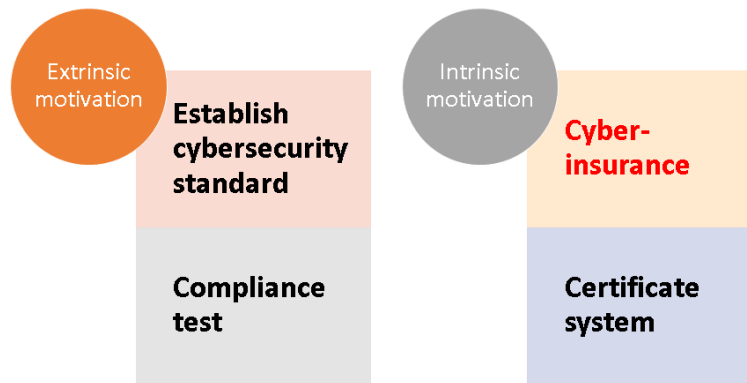 Extrinsic
motivation
Establish
cybersecurity
standard
Compliance
test
Intrinsic
motivation
Cyber-
insurance
Certificate
system